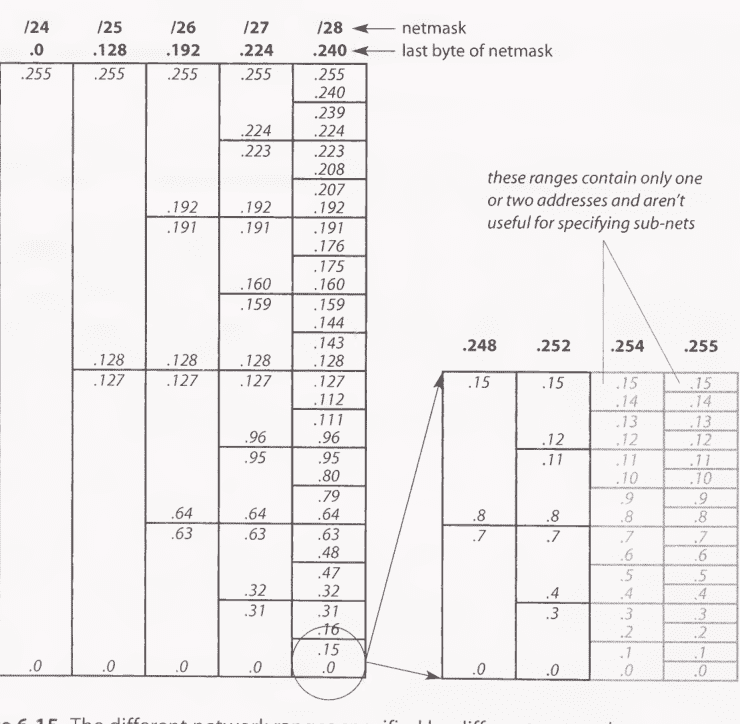 /24 /25 /26 /27 /28 netmask
.0 .128 .192 .224 .240 last byte of netmask
.255 .255 .255 .255 .255
.240
.239
.224 .224
.223 .223
.208
.207
.192 .192 .192
.191 .191 .191
.176
.175
.160 .160
.159 .159
.144
.143
.128 .128 .128 .128
.127 .127 .127 .127
.112
.111
.96 .96
.95 .95
.80
.79
.64 .64 .64
.63 .63 .63
.48
.47
.32 .32
.31 .31
.16
.15
.0 .0 .0 .0 .0
these ranges contain only one
or two addresses and aren't
useful for specifying sub-nets
.248 .252 .254 .255
.15 .15 .15 .15
.14 .14
.13 .13
.12 .12 .12
.11 .11 .11
.10 .10
.9 .9
.8 .8 .8 .8
.7 .7 .7 .7
.6 .6
.5 .5
.4 .4 .4
.3 .3 .3
.2 .2
.1 .1
.0 .0 .0 .0
6.15 The different network ranges specified by different